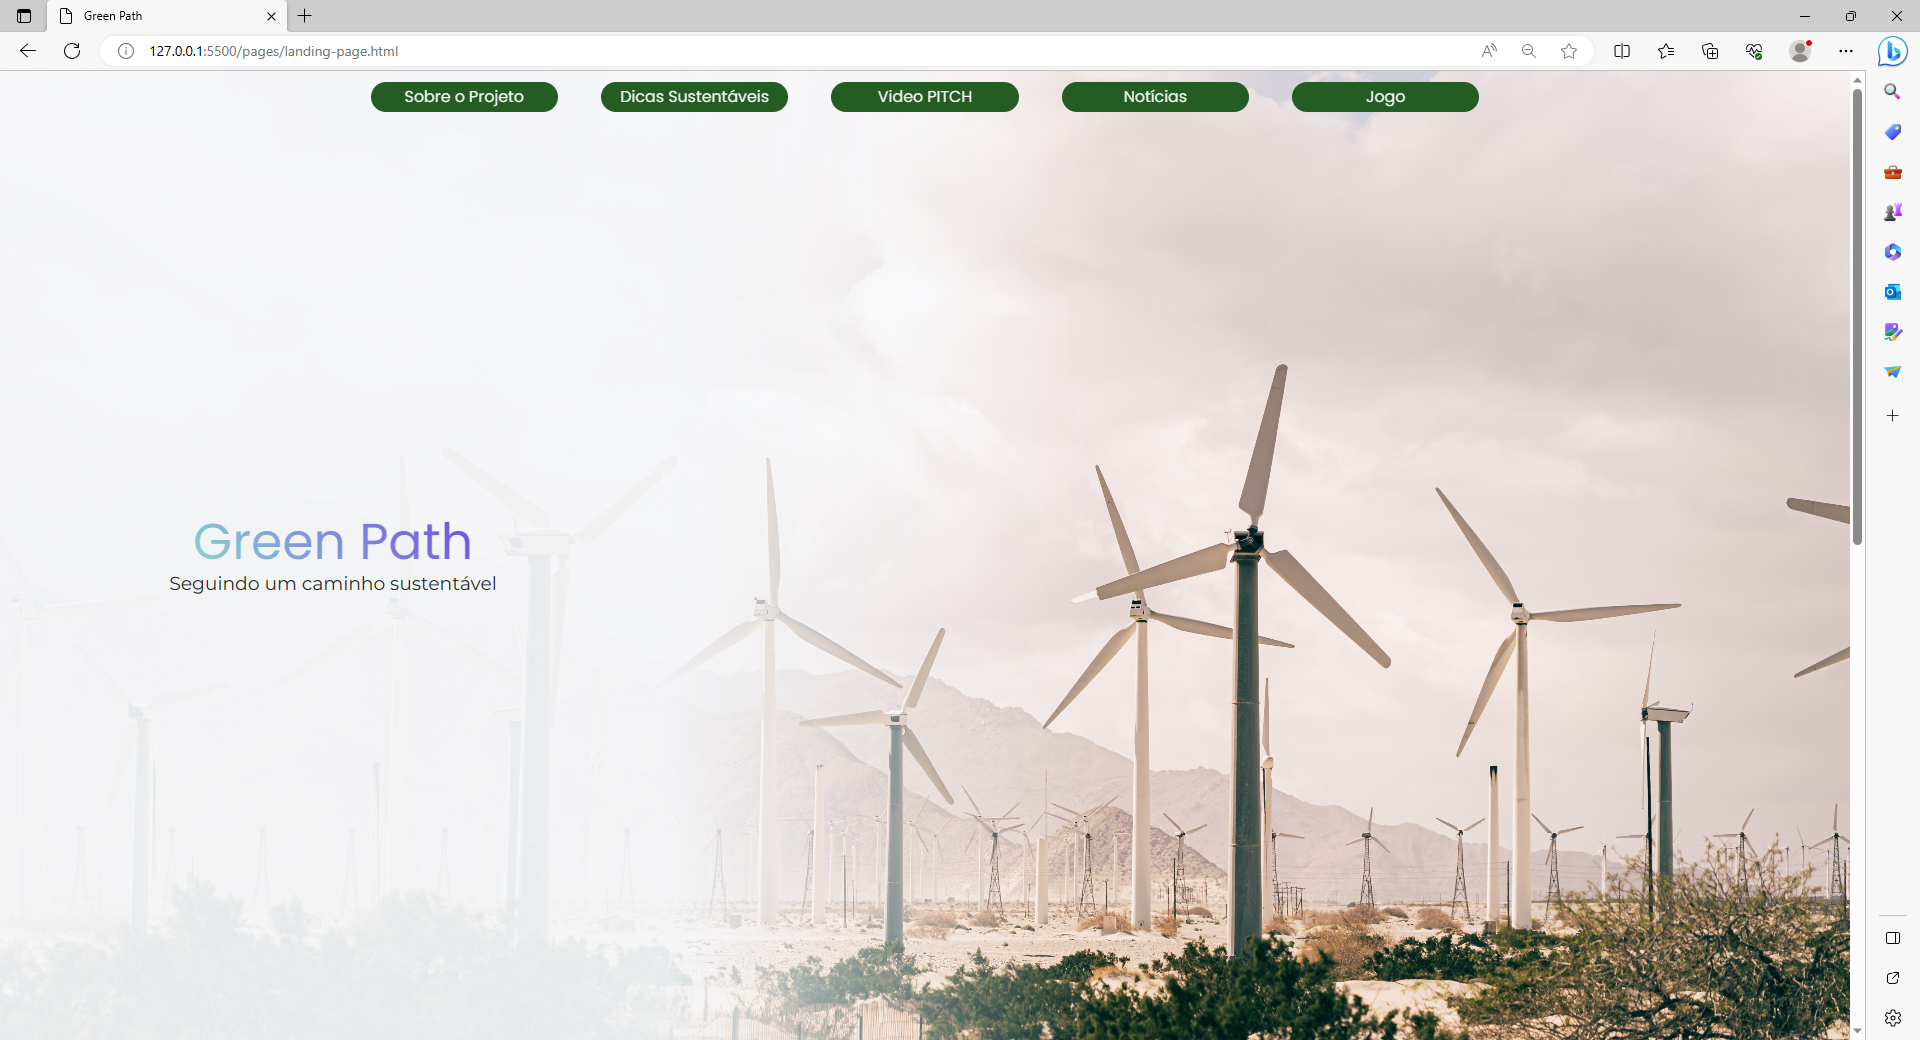 Green Path
127.0.0.1:5500/pages/landing-page.html
Sobre o Projeto
Dicas Sustentáveis
Video PITCH
Notícias
Jogo
Green Path
Seguindo um caminho sustentável